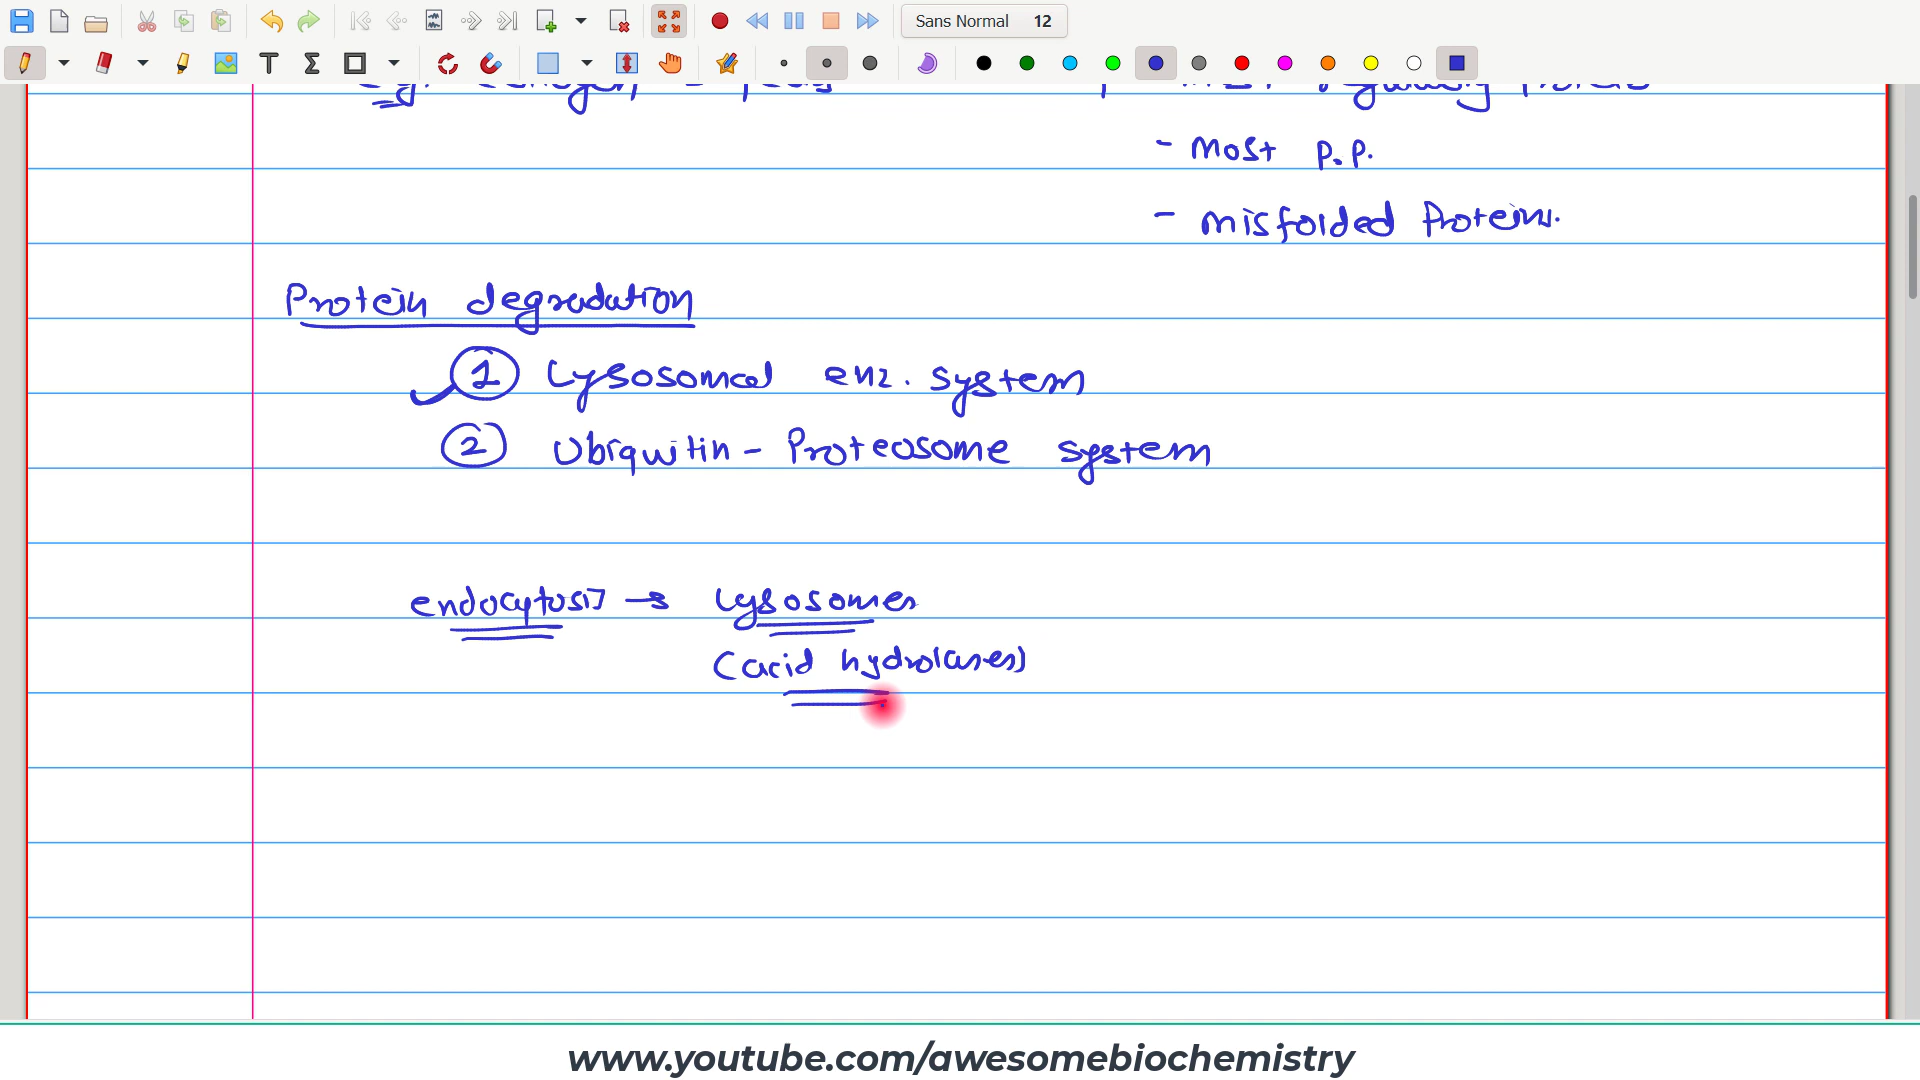 Sans Normal 12
- Most P.P.
- misfolded Proteins.
Protein degradation
1 Lysosomal enz. system
2 Ubiquitin - Proteosome system
endocytosis → Lysosomes
(acid hydrolases)
www.youtube.com/awesomebiochemistry